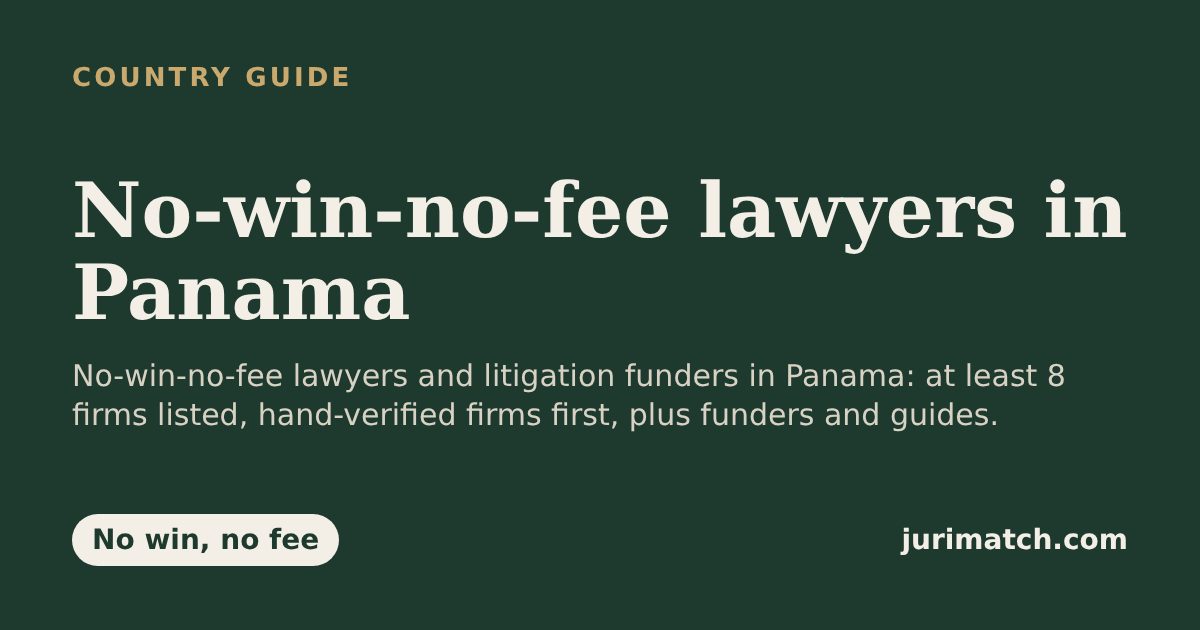 COUNTRY GUIDE
No-win-no-fee lawyers in
Panama
No-win-no-fee lawyers and litigation funders in Panama: at least 8
firms listed, hand-verified firms first, plus funders and guides.
No win, no fee
jurimatch.com